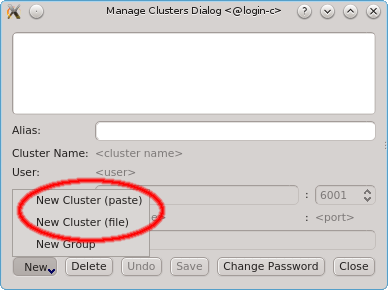 Manage Clusters Dialog <@login-c>
Alias:
Cluster Name: <cluster name>
User: <user>
: 6001
New Cluster (paste)
: <port>
New Cluster (file)
New Group
New Delete Undo Save Change Password Close